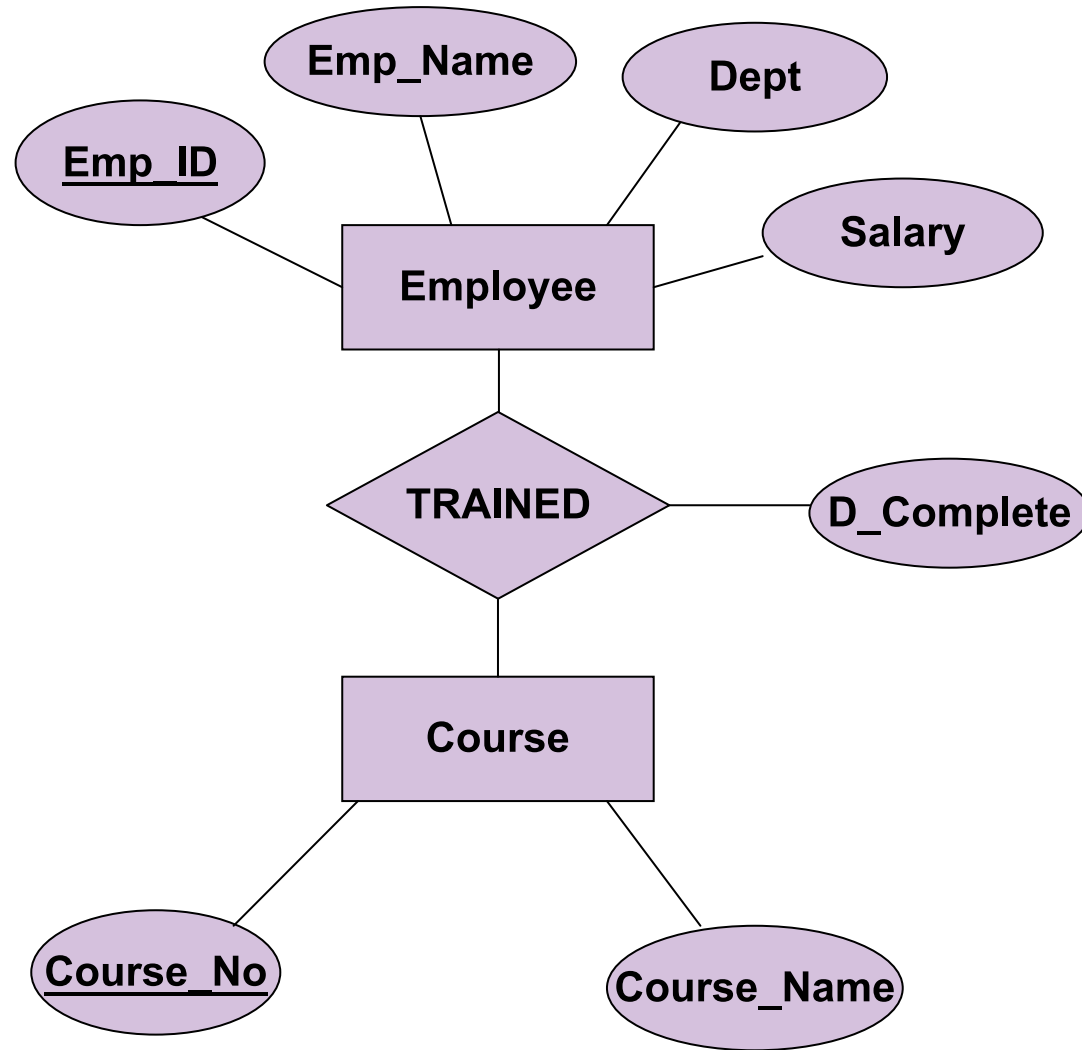 Emp_Name
Dept
Emp_ID
Salary
Employee
TRAINED
D_Complete
Course
Course_No
Course_Name